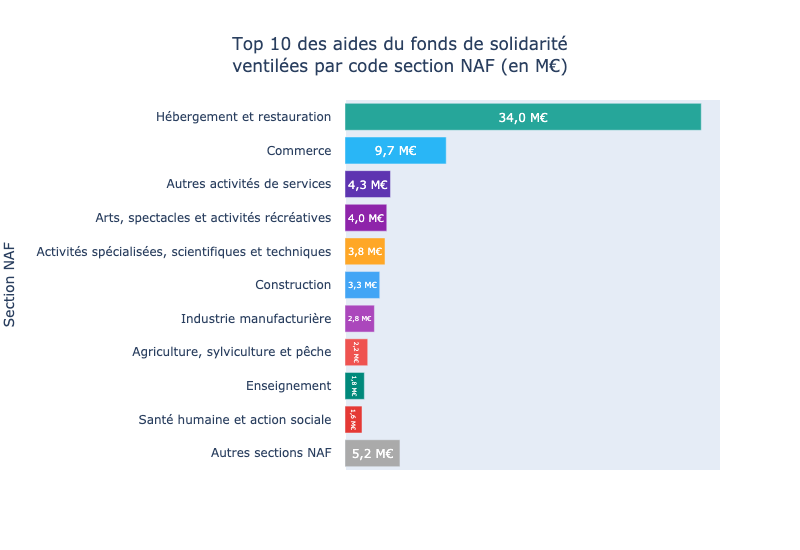 Top 10 des aides du fonds de solidarité
ventilées par code section NAF (en M€)
Section NAF
Hébergement et restauration
34,0 M€
Commerce
9,7 M€
Autres activités de services
4,3 M€
Arts, spectacles et activités récréatives
4,0 M€
Activités spécialisées, scientifiques et techniques
3,8 M€
Construction
3,3 M€
Industrie manufacturière
2,8 M€
Agriculture, sylviculture et pêche
2,2 M€
Enseignement
1,8 M€
Santé humaine et action sociale
1,6 M€
Autres sections NAF
5,2 M€